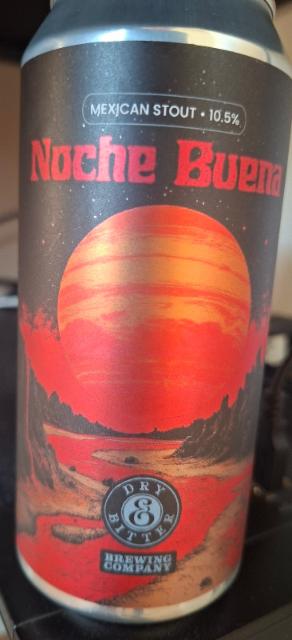 MEXICAN STOUT • 10.5%
Noche Buena
DRY
&
BITTER
BREWING
COMPANY